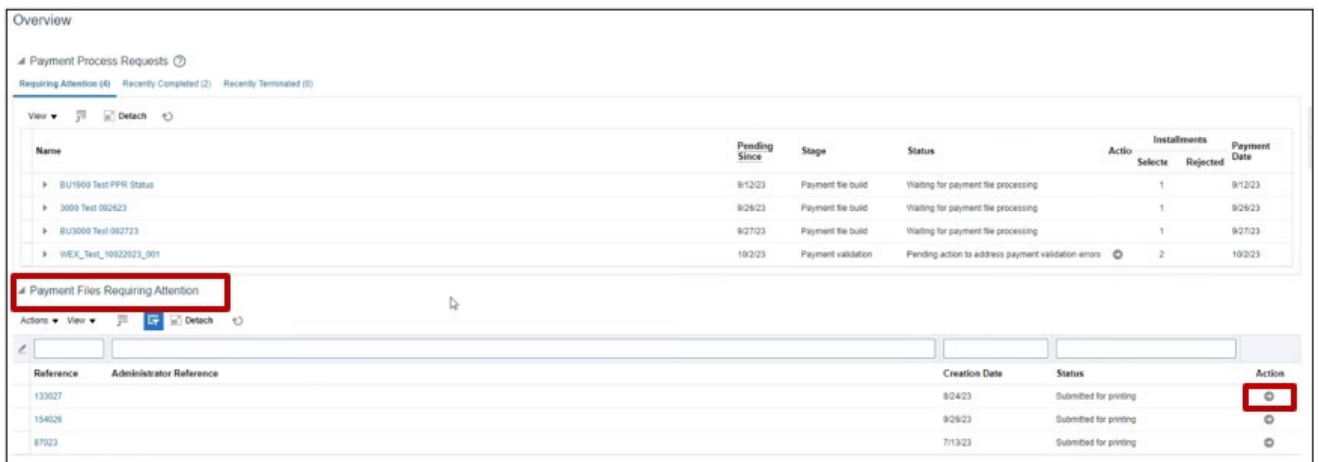 Overview
Payment Process Requests
Requiring Attention (4) Recently Completed (2) Recently Terminated (0)
View Detach
Name Pending Since Stage Status Actio Installments Selecte Rejected Payment Date
BU1900 Test PPR Status 9/12/23 Payment file build Waiting for payment file processing 1 9/12/23
3000 Test 092623 9/26/23 Payment file build Waiting for payment file processing 1 9/26/23
BU3000 Test 092723 9/27/23 Payment file build Waiting for payment file processing 1 9/27/23
WEX_Test_10022023_001 10/2/23 Payment validation Pending action to address payment validation errors 2 10/2/23
Payment Files Requiring Attention
Actions View Detach
Reference Administrator Reference Creation Date Status Action
133027 8/24/23 Submitted for printing
154026 9/26/23 Submitted for printing
87023 7/13/23 Submitted for printing